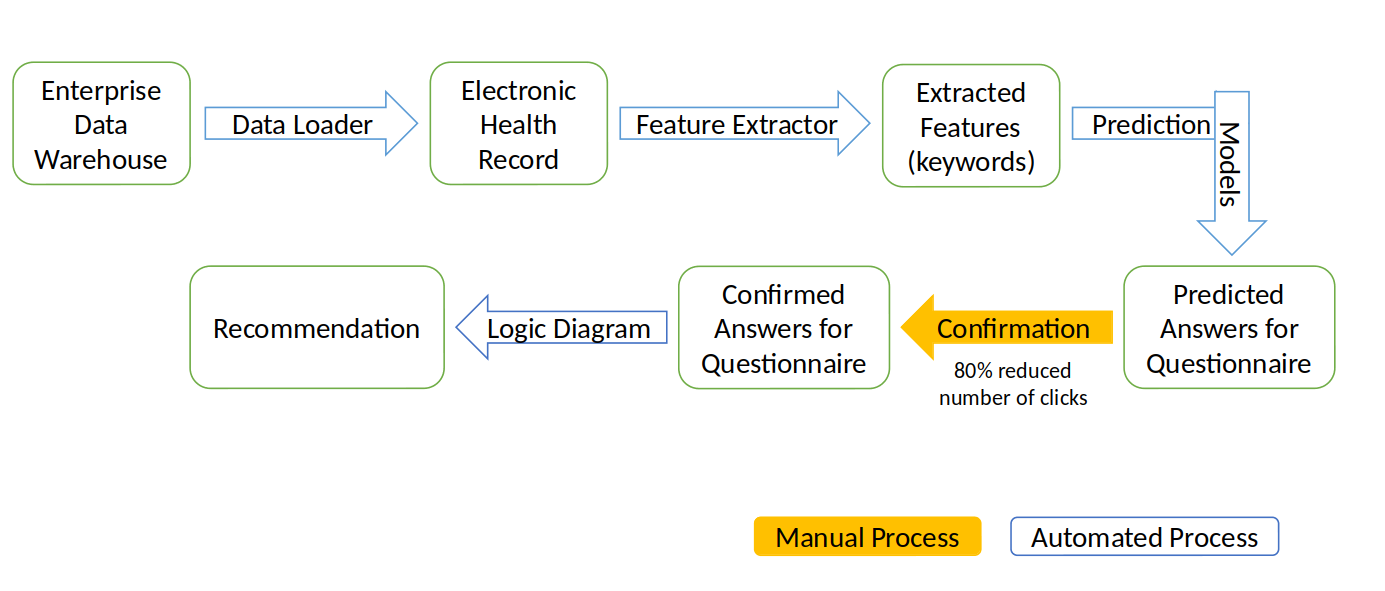 Enterprise
Data
Warehouse
Data Loader
Electronic
Health
Record
Feature Extractor
Extracted
Features
(keywords)
Prediction
Models
Predicted
Answers for
Questionnaire
Confirmation
80% reduced
number of clicks
Confirmed
Answers for
Questionnaire
Logic Diagram
Recommendation
Manual Process
Automated Process